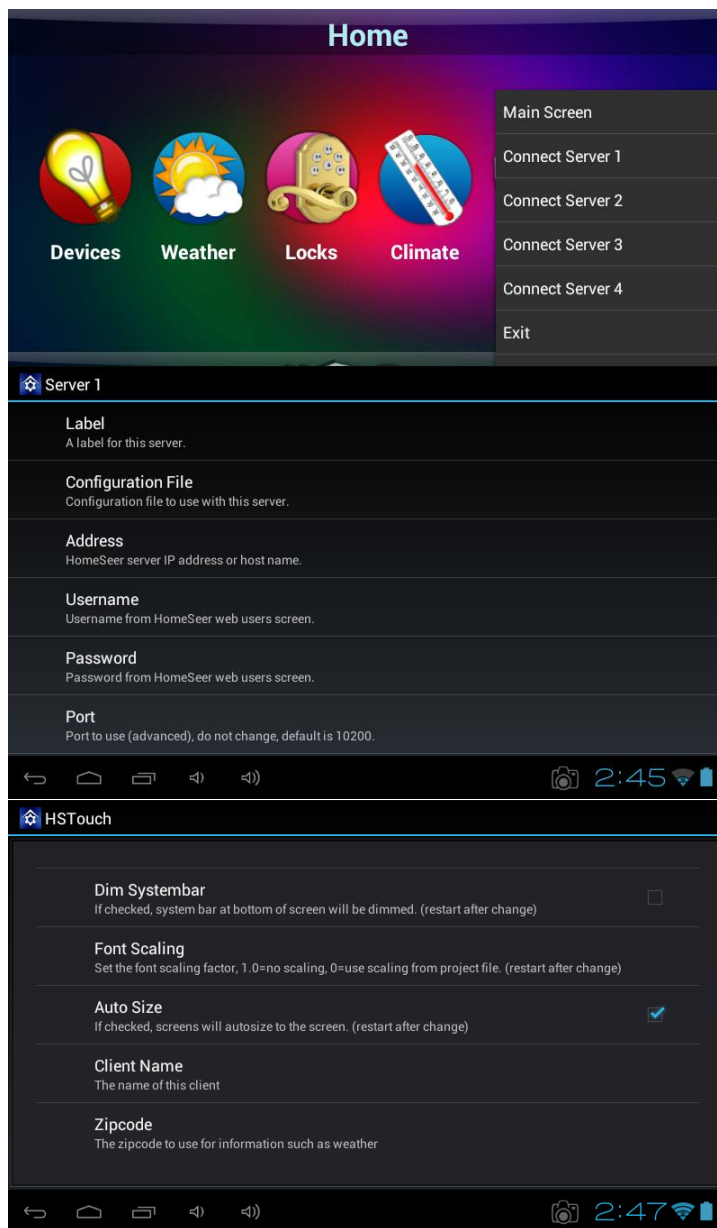 Home
Main Screen
Connect Server 1
Connect Server 2
Connect Server 3
Connect Server 4
Exit
Devices Weather Locks Climate
Server 1
Label
A label for this server.
Configuration File
Configuration file to use with this server.
Address
HomeSeer server IP address or host name.
Username
Username from HomeSeer web users screen.
Password
Password from HomeSeer web users screen.
Port
Port to use (advanced), do not change, default is 10200.
2:45
HSTouch
Dim Systembar
If checked, system bar at bottom of screen will be dimmed. (restart after change)
Font Scaling
Set the font scaling factor, 1.0=no scaling, 0=use scaling from project file. (restart after change)
Auto Size
If checked, screens will autosize to the screen. (restart after change)
Client Name
The name of this client
Zipcode
The zipcode to use for information such as weather
2:47